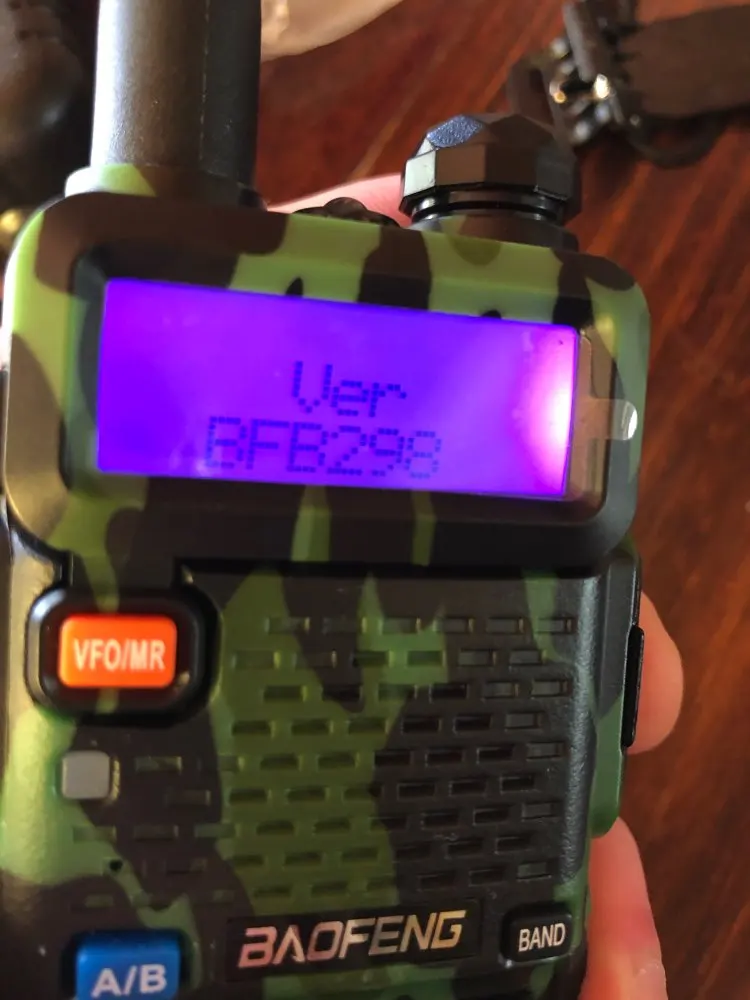 Ver
BFB298
VFO/MR
BAOFENG
BAND
A/B